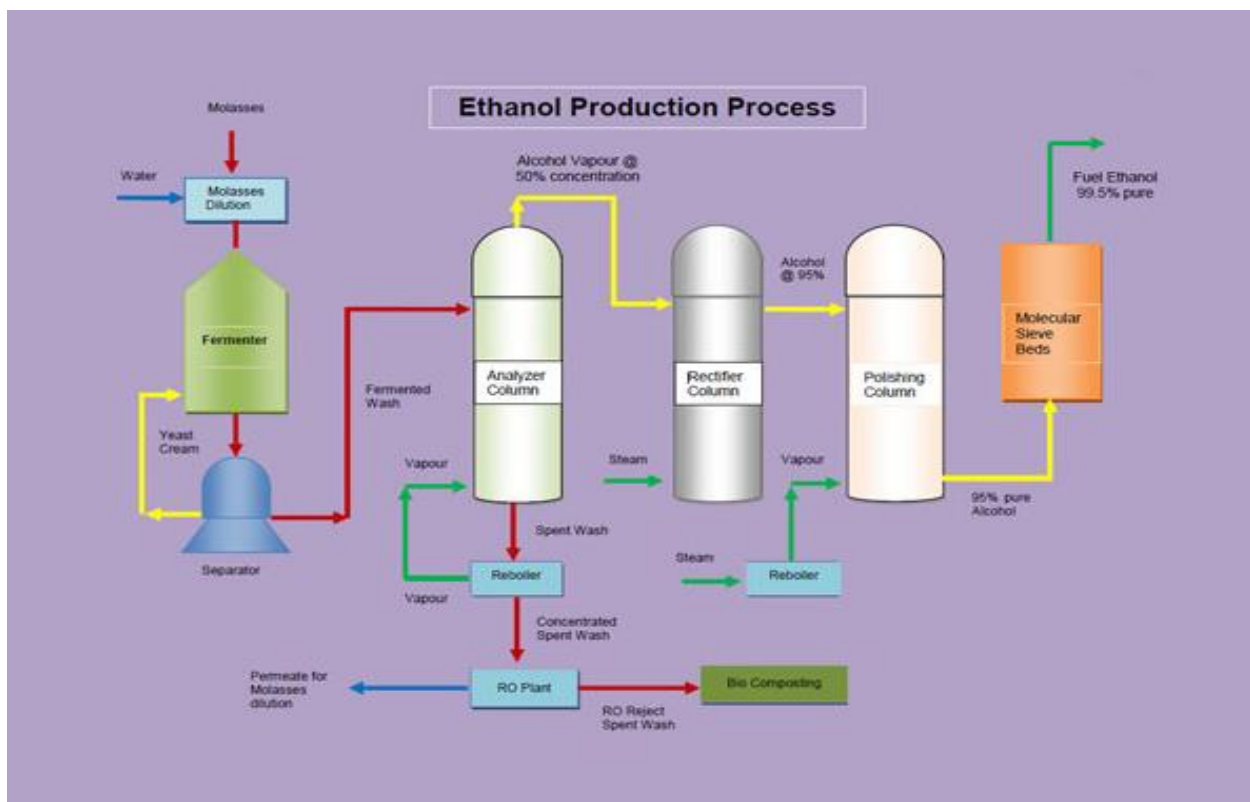 Ethanol Production Process
Molasses
Water
Molasses
Dilution
Fermenter
Yeast
Cream
Separator
Fermented
Wash
Alcohol Vapour @
50% concentration
Analyzer
Column
Vapour
Spent Wash
Reboiler
Vapour
Concentrated
Spent Wash
RO Plant
Permeate for
Molasses
dilution
RO Reject
Spent Wash
Bio Composting
Steam
Rectifier
Column
Alcohol
@ 95%
Polishing
Column
Vapour
Steam
Reboiler
95% pure
Alcohol
Molecular
Sieve
Beds
Fuel Ethanol
99.5% pure